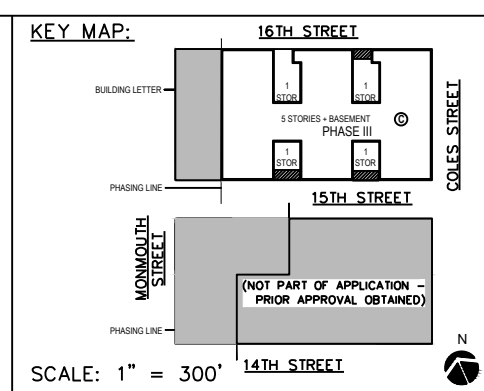 KEY MAP:
16TH STREET
BUILDING LETTER
1
STOR
1
STOR
5 STORIES + BASEMENT
PHASE III
C
COLES STREET
1
STOR
1
STOR
PHASING LINE
15TH STREET
MONMOUTH
STREET
(NOT PART OF APPLICATION -
PRIOR APPROVAL OBTAINED)
PHASING LINE
N
SCALE: 1" = 300'
14TH STREET